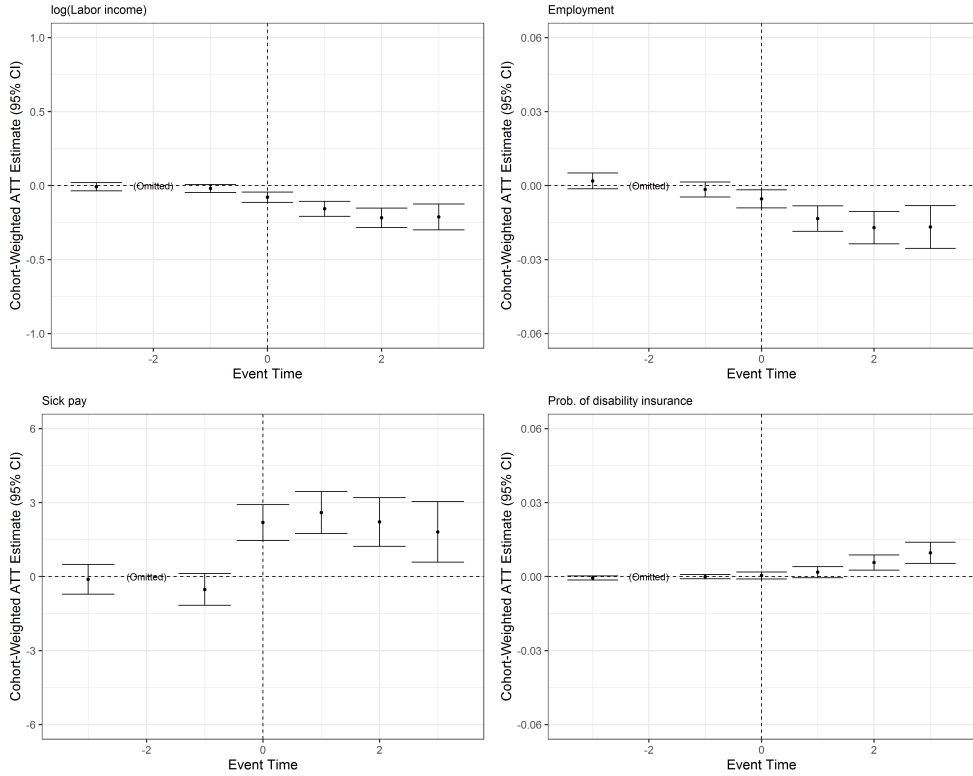 log(Labor income)
Cohort-Weighted ATT Estimate (95% CI)
1.0
0.5
0.0
-0.5
-1.0
(Omitted)
-2
0
2
Event Time
Employment
Cohort-Weighted ATT Estimate (95% CI)
0.06
0.03
0.00
-0.03
-0.06
(Omitted)
-2
0
2
Event Time
Sick pay
Cohort-Weighted ATT Estimate (95% CI)
6
3
0
-3
-6
(Omitted)
-2
0
2
Event Time
Prob. of disability insurance
Cohort-Weighted ATT Estimate (95% CI)
0.06
0.03
0.00
-0.03
-0.06
(Omitted)
-2
0
2
Event Time